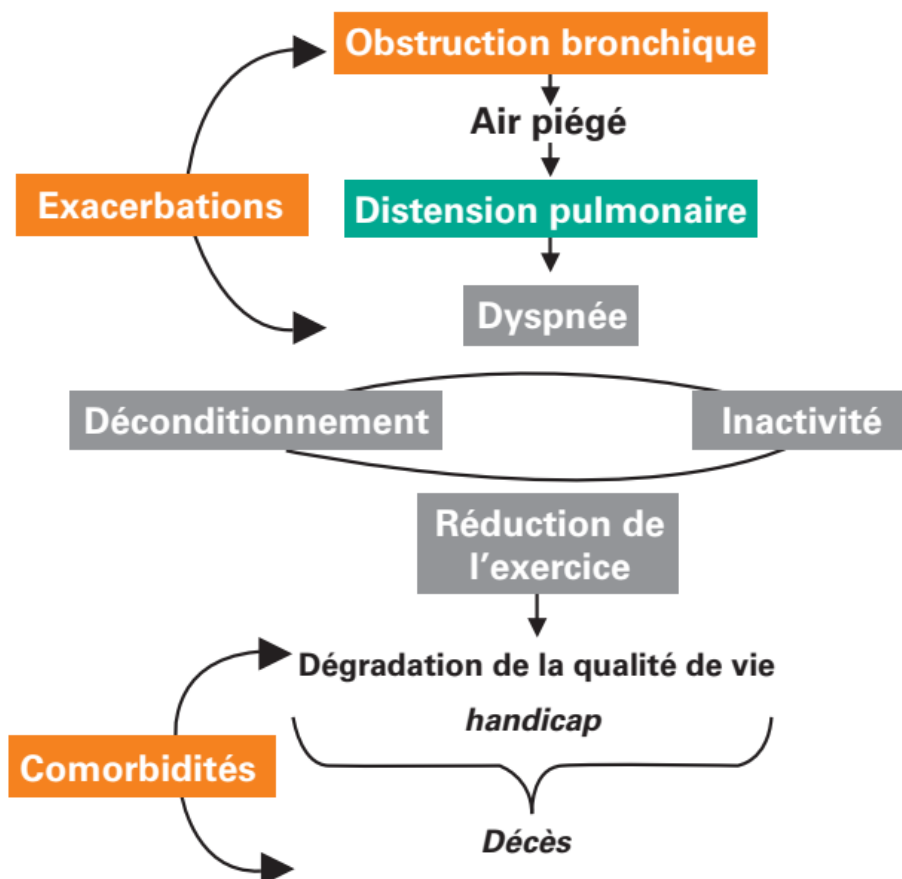 Obstruction bronchique
Air piégé
Exacerbations
Distension pulmonaire
Dyspnée
Déconditionnement
Inactivité
Réduction de
l'exercice
Dégradation de la qualité de vie
handicap
Comorbidités
Décès